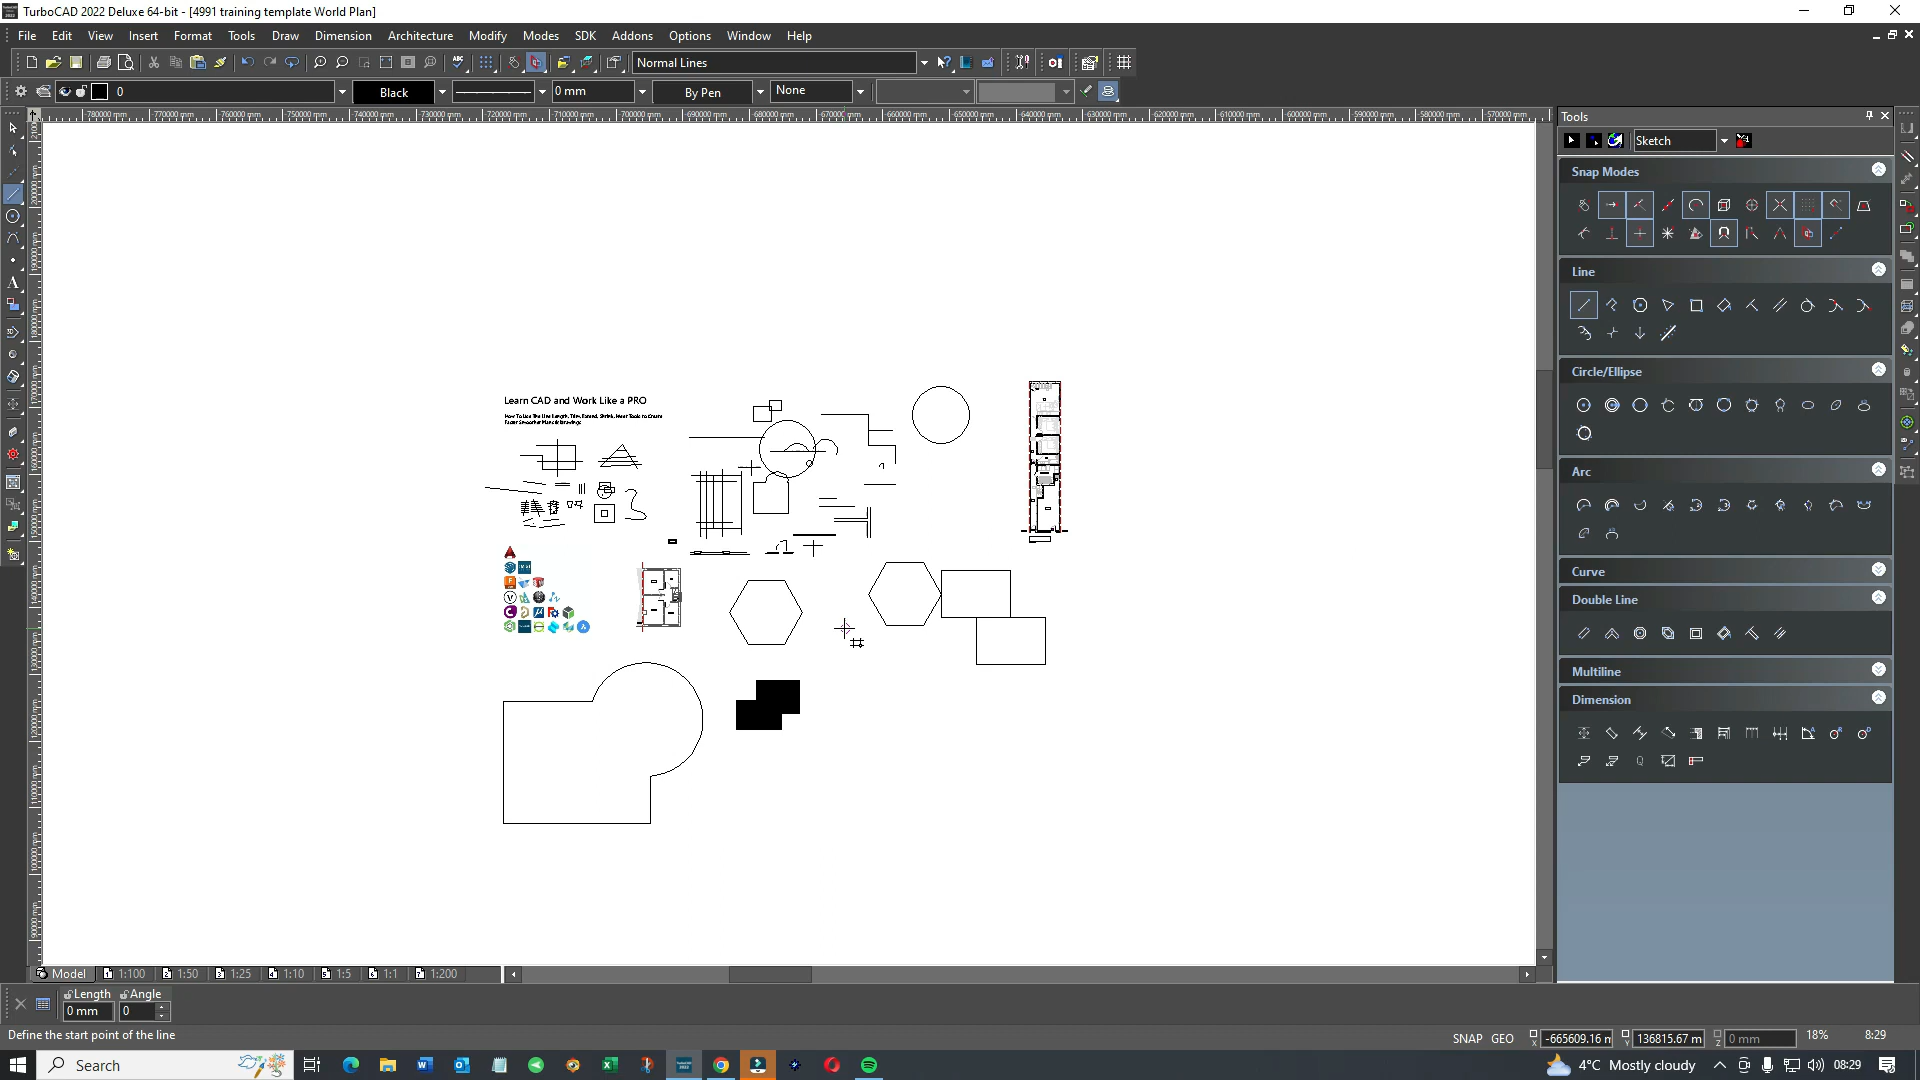 TurboCAD 2022 Deluxe 64-bit - [4991 training template World Plan]
File Edit View Insert Format Tools Draw Dimension Architecture Modify Modes SDK Addons Options Window Help
Normal Lines
0 Black 0 mm By Pen None
Tools
Sketch
Snap Modes
Line
Circle/Ellipse
Arc
Curve
Double Line
Multiline
Dimension
Learn CAD and Work Like a PRO
Model 1:100 1:50 1:25 1:10 1:5 1:1 1:200
Length Angle
0 mm 0
Define the start point of the line
SNAP GEO -665609.16 m 136815.67 m 0 mm 18% 8:29
Search
4°C Mostly cloudy 08:29